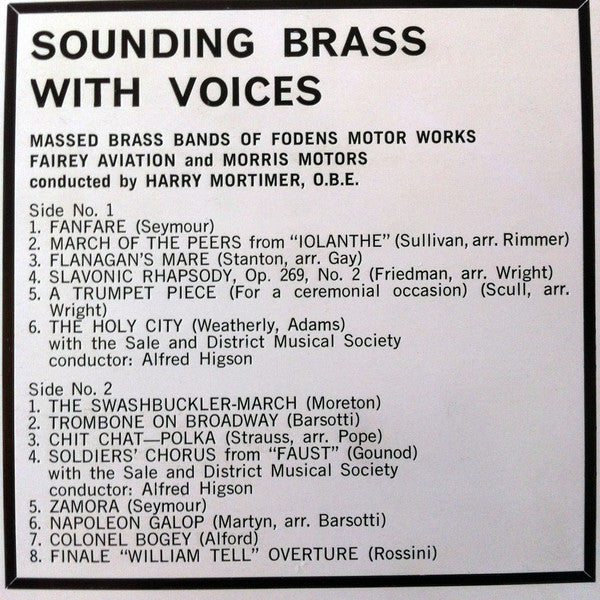 SOUNDING BRASS
WITH VOICES
MASSED BRASS BANDS OF FODENS MOTOR WORKS
FAIREY AVIATION and MORRIS MOTORS
conducted by HARRY MORTIMER, O.B.E.
Side No. 1
1. FANFARE (Seymour)
2. MARCH OF THE PEERS from "IOLANTHE" (Sullivan, arr. Rimmer)
3. FLANAGAN'S MARE (Stanton, arr. Gay)
4. SLAVONIC RHAPSODY, Op. 269, No. 2 (Friedman, arr. Wright)
5. A TRUMPET PIECE (For a ceremonial occasion) (Scull, arr.
Wright)
6. THE HOLY CITY (Weatherly, Adams)
with the Sale and District Musical Society
conductor: Alfred Higson
Side No. 2
1. THE SWASHBUCKLER-MARCH (Moreton)
2. TROMBONE ON BROADWAY (Barsotti)
3. CHIT CHAT—POLKA (Strauss, arr. Pope)
4. SOLDIERS' CHORUS from "FAUST" (Gounod)
with the Sale and District Musical Society
conductor: Alfred Higson
5. ZAMORA (Seymour)
6. NAPOLEON GALOP (Martyn, arr. Barsotti)
7. COLONEL BOGEY (Alford)
8. FINALE "WILLIAM TELL" OVERTURE (Rossini)